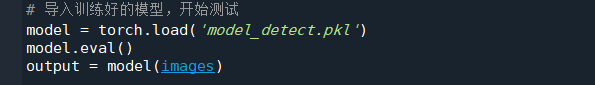 # 导入训练好的模型，开始测试
model = torch.load('model_detect.pkl')
model.eval()
output = model(images)